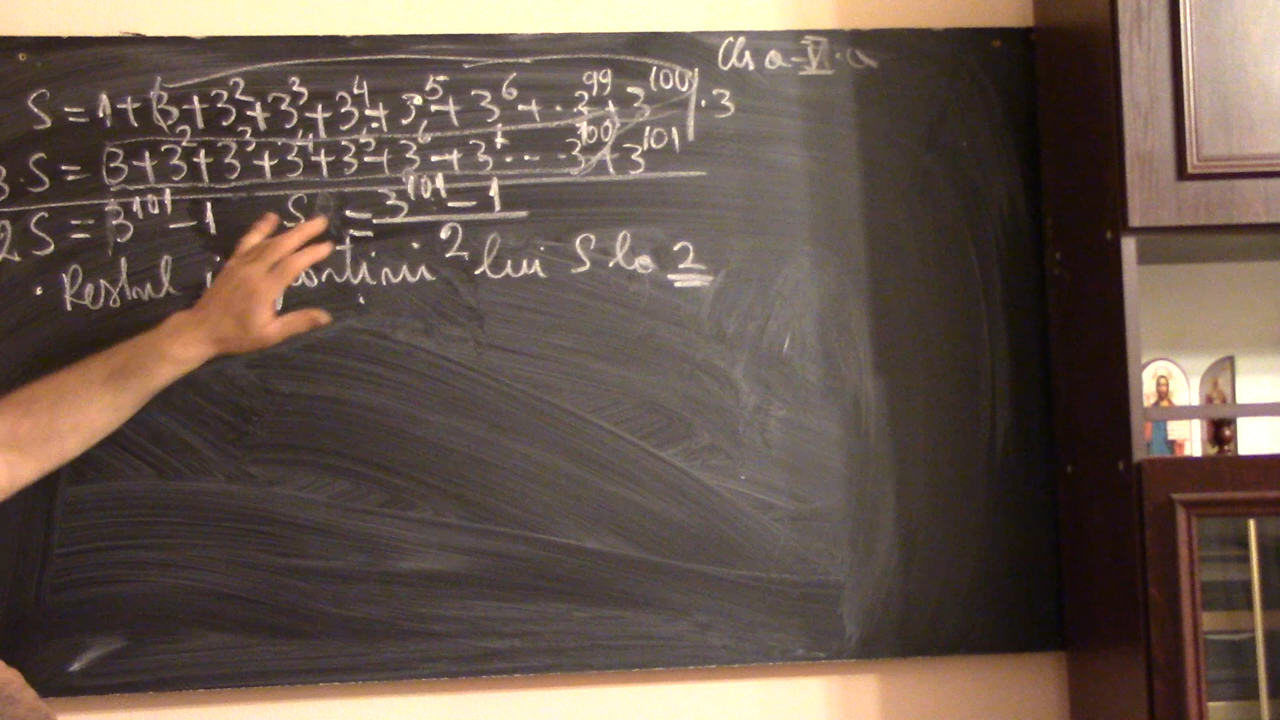 Cls a-VI-a
S = 1 + 3 + 3² + 3³ + 3⁴ + 3⁵ + 3⁶ + ... 3⁹⁹ + 3¹⁰⁰ | · 3
3·S = 3 + 3² + 3³ + 3⁴ + 3⁵ + 3⁶ + 3⁷ ... 3¹⁰⁰ + 3¹⁰¹
2S = 3¹⁰¹ - 1 S = (3¹⁰¹ - 1)/2
· Restul lui S la 2